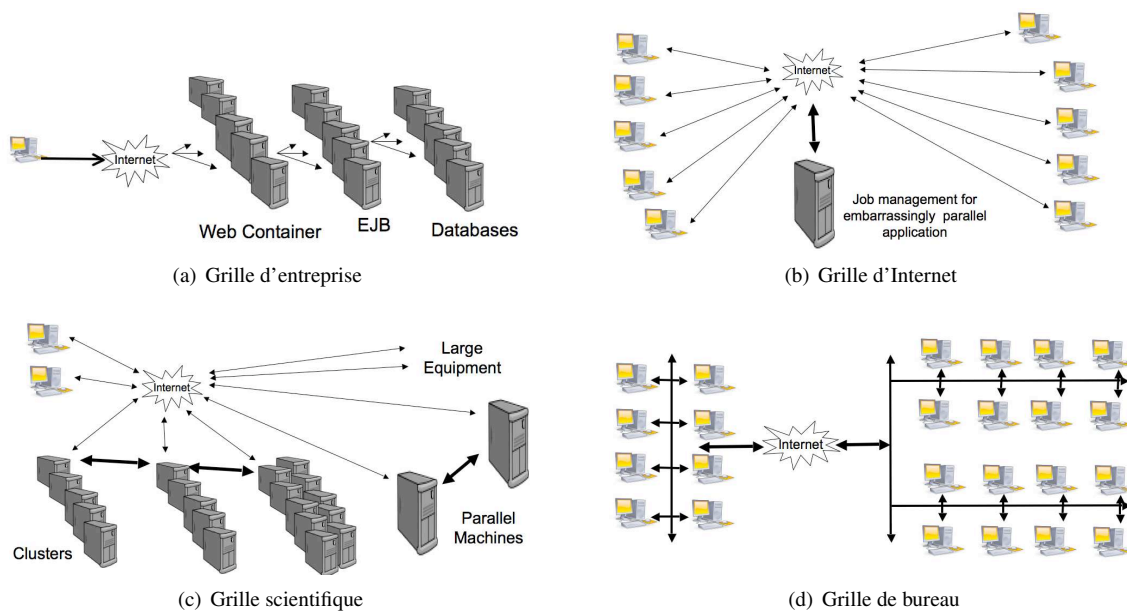 Internet
Web Container
EJB
Databases
(a) Grille d'entreprise
Internet
Job management for
embarrassingly parallel
application
(b) Grille d'Internet
Internet
Large
Equipment
Clusters
Parallel
Machines
(c) Grille scientifique
Internet
(d) Grille de bureau